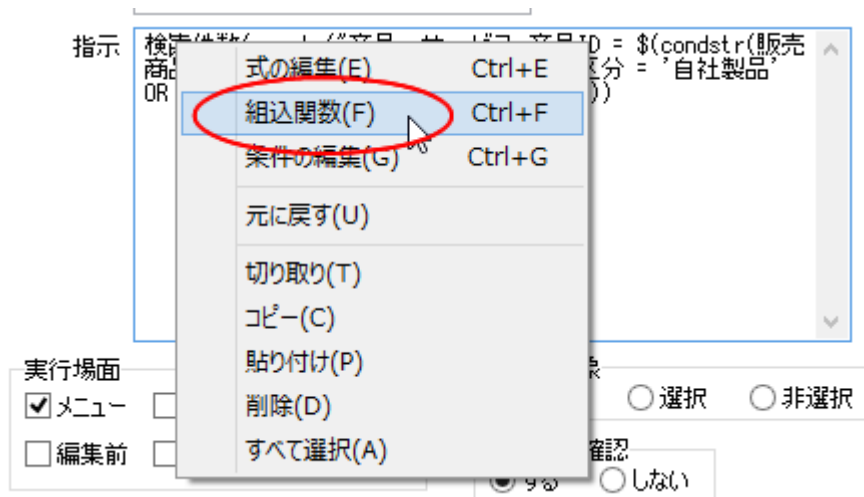 指示
検索件数(
ID = $(condstr(販売
商 区分 = '自社製品'
OR ))
式の編集(E) Ctrl+E
組込関数(F) Ctrl+F
条件の編集(G) Ctrl+G
元に戻す(U)
切り取り(T)
コピー(C)
貼り付け(P)
削除(D)
すべて選択(A)
実行場面
メニュー
選択 非選択
編集前
確認
する しない